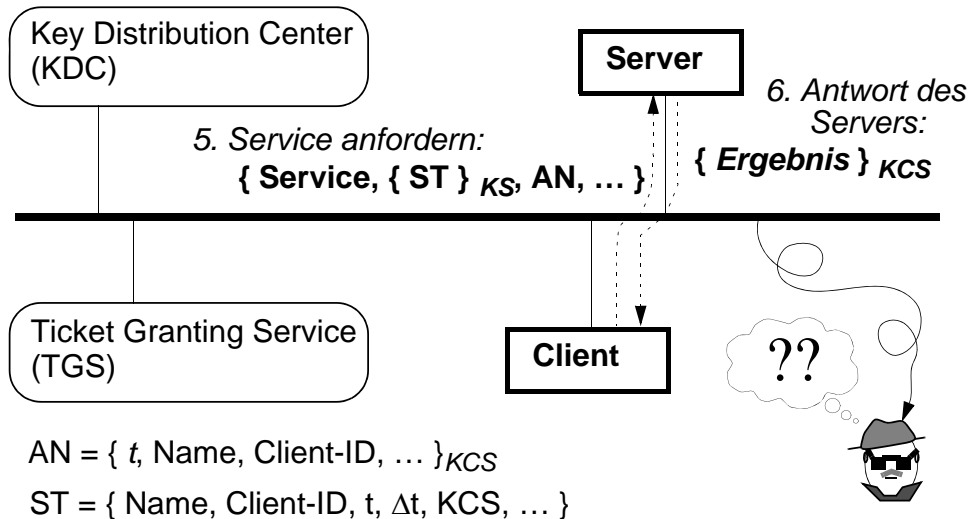 Key Distribution Center
(KDC)
Server
6. Antwort des
Servers:
{ Ergebnis } KCS
5. Service anfordern:
{ Service, { ST } KS, AN, … }
Ticket Granting Service
(TGS)
Client
??
AN = { t, Name, Client-ID, … }KCS
ST = { Name, Client-ID, t, Δt, KCS, … }